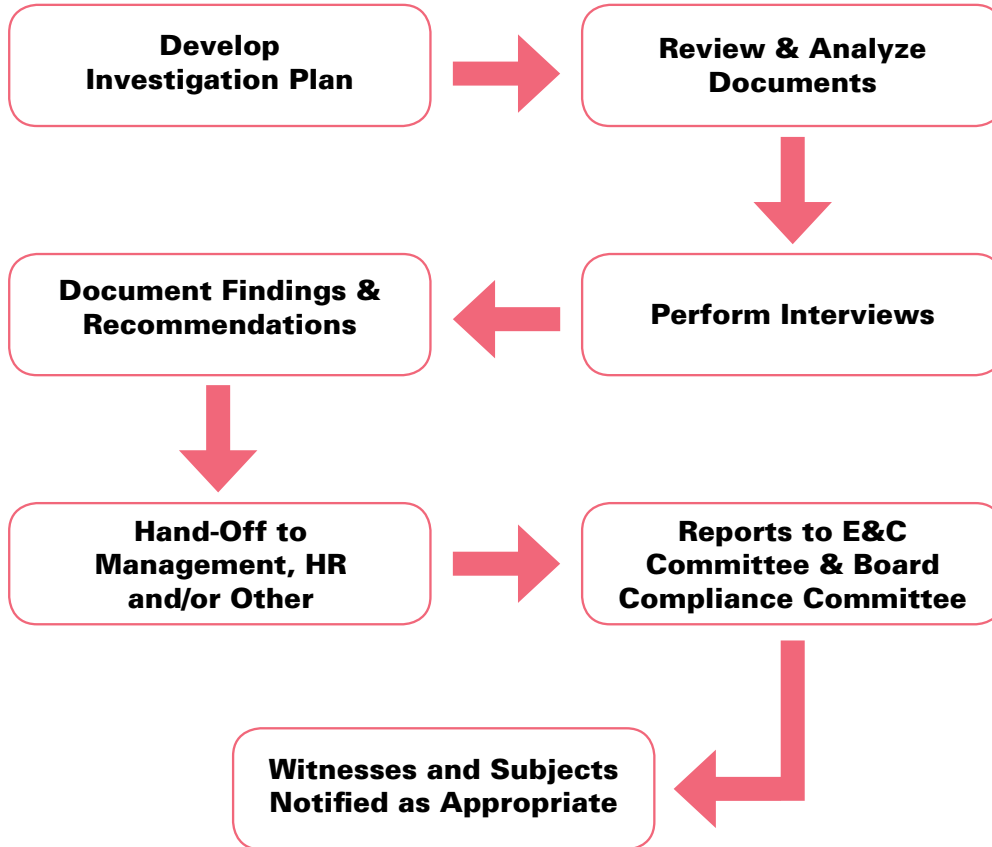 Develop
Investigation Plan
Review & Analyze
Documents
Perform Interviews
Document Findings &
Recommendations
Hand-Off to
Management, HR
and/or Other
Reports to E&C
Committee & Board
Compliance Committee
Witnesses and Subjects
Notified as Appropriate